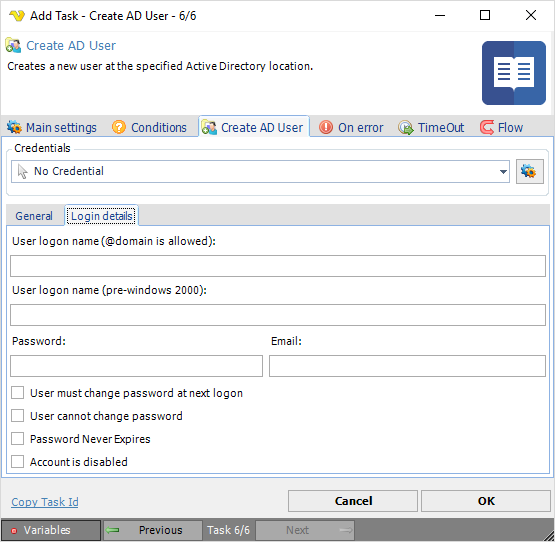 Add Task - Create AD User - 6/6
Create AD User
Creates a new user at the specified Active Directory location.
Main settings Conditions Create AD User On error TimeOut Flow
Credentials
No Credential
General Login details
User logon name (@domain is allowed):
User logon name (pre-windows 2000):
Password: Email:
User must change password at next logon
User cannot change password
Password Never Expires
Account is disabled
Copy Task Id Cancel OK
Variables Previous Task 6/6 Next